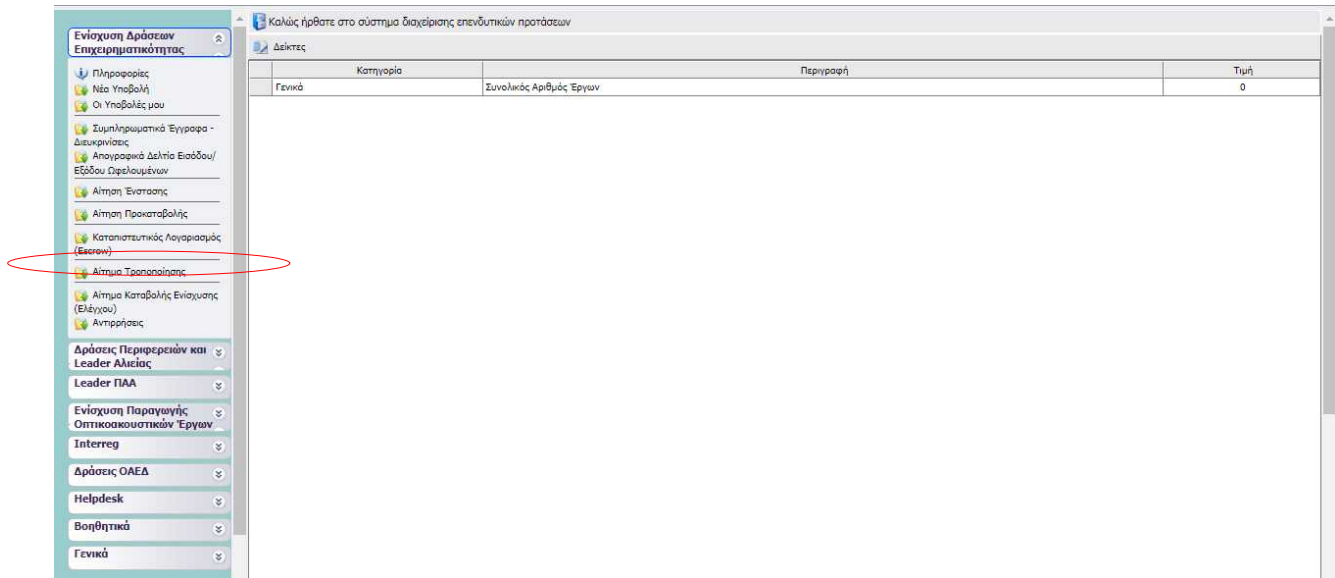 Καλώς ήρθατε στο σύστημα διαχείρισης επενδυτικών προτάσεων
Ενίσχυση Δράσεων
Επιχειρηματικότητας
Πληροφορίες
Νέα Υποβολή
Οι Υποβολές μου
Συμπληρωματικά Έγγραφα -
Διευκρινίσεις
Απογραφικά Δελτία Εισόδου/
Εξόδου Ωφελουμένων
Αίτηση Ένστασης
Αίτηση Προκαταβολής
Καταπιστευτικός Λογαριασμός
(Escrow)
Αίτημα Τροποποίησης
Αίτημα Καταβολής Ενίσχυσης
(Ελέγχου)
Αντιρρήσεις
Δράσεις Περιφερειών και
Leader Αλιείας
Leader ΠΑΑ
Ενίσχυση Παραγωγής
Οπτικοακουστικών Έργων
Interreg
Δράσεις ΟΑΕΔ
Helpdesk
Βοηθητικά
Γενικά
Δείκτες
Κατηγορία Περιγραφή Τιμή
Γενικά Συνολικός Αριθμός Έργων 0